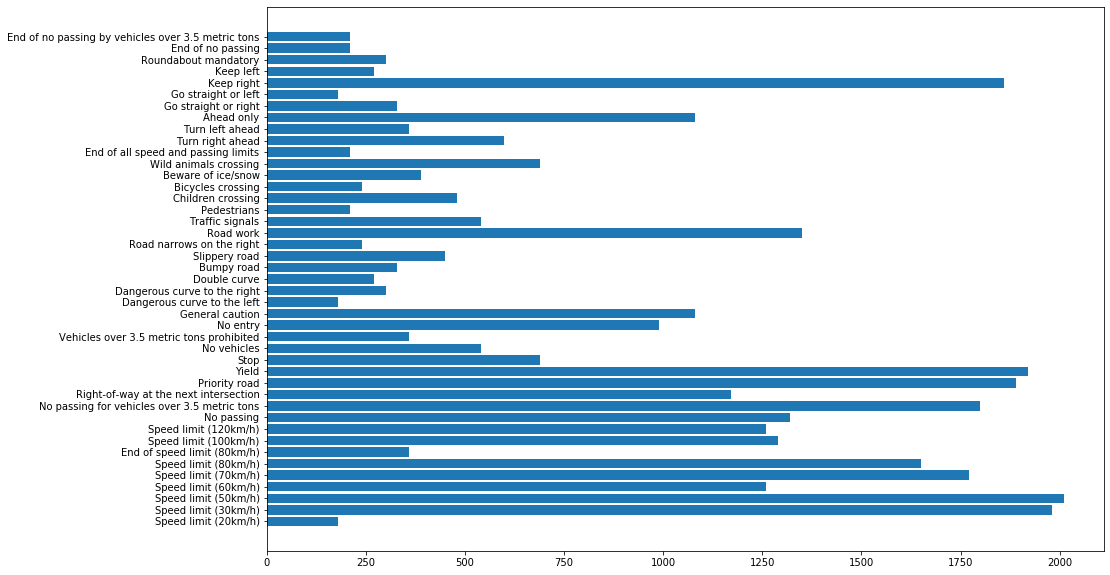 End of no passing by vehicles over 3.5 metric tons
End of no passing
Roundabout mandatory
Keep left
Keep right
Go straight or left
Go straight or right
Ahead only
Turn left ahead
Turn right ahead
End of all speed and passing limits
Wild animals crossing
Beware of ice/snow
Bicycles crossing
Children crossing
Pedestrians
Traffic signals
Road work
Road narrows on the right
Slippery road
Bumpy road
Double curve
Dangerous curve to the right
Dangerous curve to the left
General caution
No entry
Vehicles over 3.5 metric tons prohibited
No vehicles
Stop
Yield
Priority road
Right-of-way at the next intersection
No passing for vehicles over 3.5 metric tons
No passing
Speed limit (120km/h)
Speed limit (100km/h)
End of speed limit (80km/h)
Speed limit (80km/h)
Speed limit (70km/h)
Speed limit (60km/h)
Speed limit (50km/h)
Speed limit (30km/h)
Speed limit (20km/h)
0 250 500 750 1000 1250 1500 1750 2000